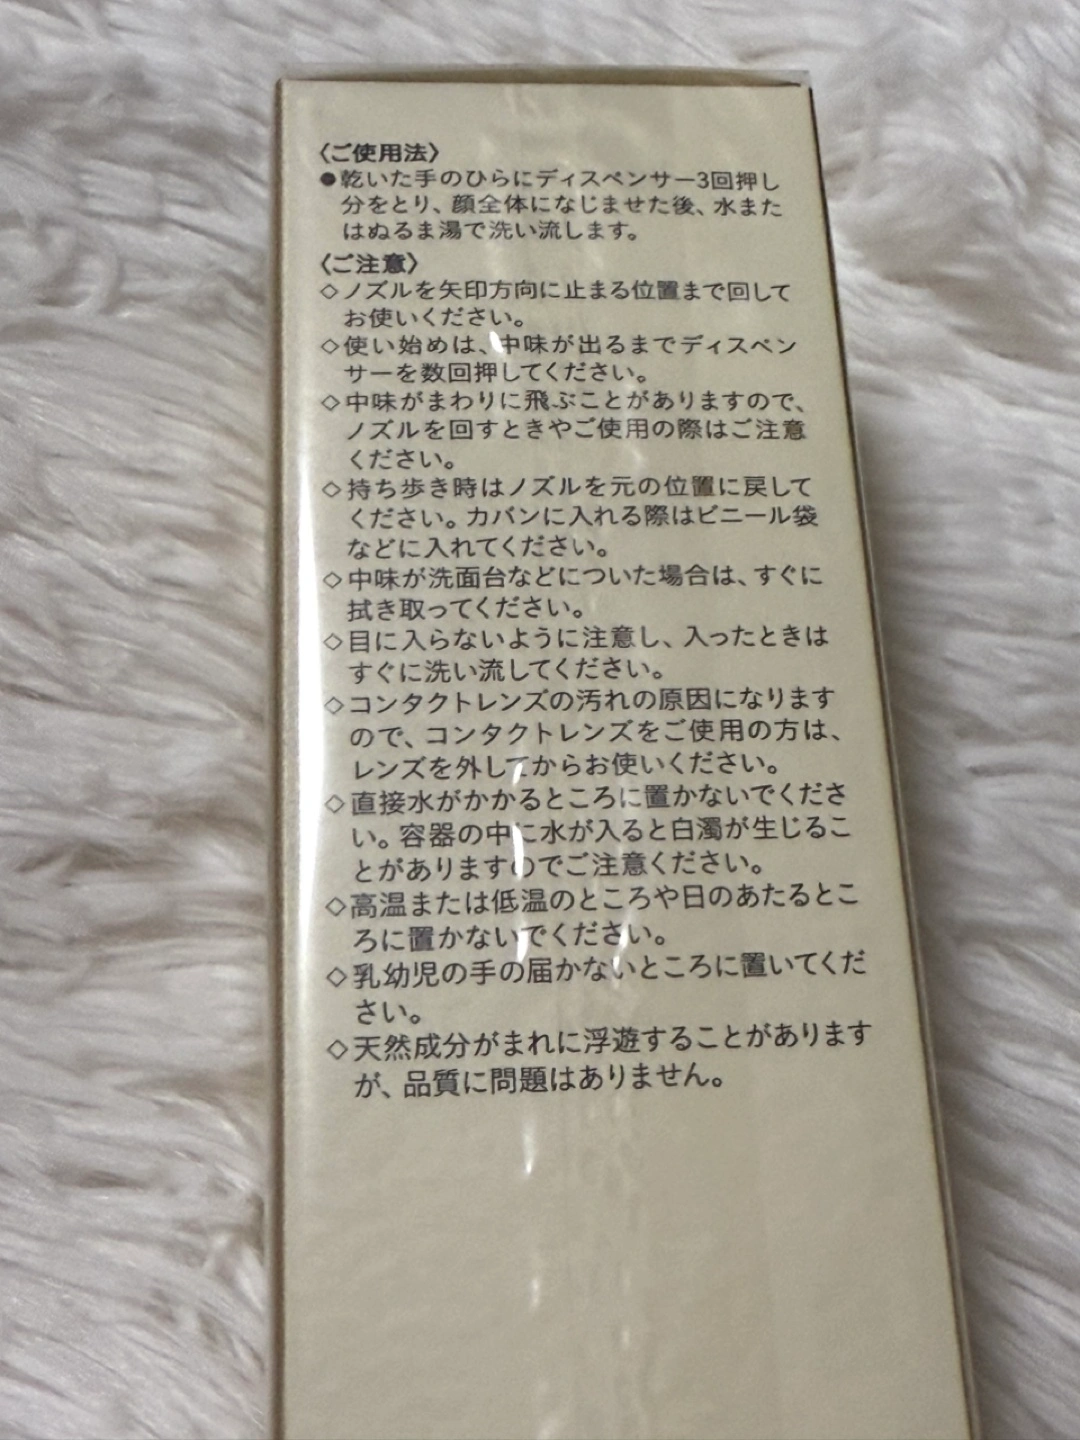 〈ご使用法〉
●乾いた手のひらにディスペンサー3回押し
分をとり、顔全体になじませた後、水また
はぬるま湯で洗い流します。
〈ご注意〉
◇ノズルを矢印方向に止まる位置まで回して
お使いください。
◇使い始めは、中味が出るまでディスペン
サーを数回押してください。
◇中味がまわりに飛ぶことがありますので、
ノズルを回すときやご使用の際はご注意
ください。
◇持ち歩き時はノズルを元の位置に戻して
ください。カバンに入れる際はビニール袋
などに入れてください。
◇中味が洗面台などについた場合は、すぐに
拭き取ってください。
◇目に入らないように注意し、入ったときは
すぐに洗い流してください。
◇コンタクトレンズの汚れの原因になります
ので、コンタクトレンズをご使用の方は、
レンズを外してからお使いください。
◇直接水がかかるところに置かないでくださ
い。容器の中に水が入ると白濁が生じるこ
とがありますのでご注意ください。
◇高温または低温のところや日のあたるとこ
ろに置かないでください。
◇乳幼児の手の届かないところに置いてくだ
さい。
◇天然成分がまれに浮遊することがあります
が、品質に問題はありません。